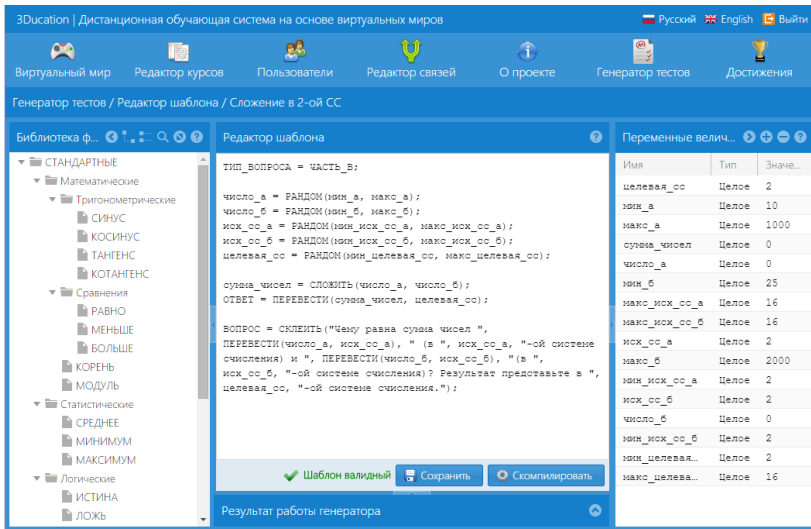 3Ducation | Дистанционная обучающая система на основе виртуальных миров
Русский English Выйти
Виртуальный мир Редактор курсов Пользователи Редактор связей О проекте Генератор тестов Достижения
Генератор тестов / Редактор шаблона / Сложение в 2-ой СС
Библиотека ф...
СТАНДАРТНЫЕ
Математические
Тригонометрические
СИНУС
КОСИНУС
ТАНГЕНС
КОТАНГЕНС
Сравнения
РАВНО
МЕНЬШЕ
БОЛЬШЕ
КОРЕНЬ
МОДУЛЬ
Статистические
СРЕДНЕЕ
МИНИМУМ
МАКСИМУМ
Логические
ИСТИНА
ЛОЖЬ
Редактор шаблона
ТИП_ВОПРОСА = ЧАСТЬ_В;
число_а = РАНДОМ(мин_а, макс_а);
число_б = РАНДОМ(мин_б, макс_б);
исх_сс_а = РАНДОМ(мин_исх_сс_а, макс_исх_сс_а);
исх_сс_б = РАНДОМ(мин_исх_сс_б, макс_исх_сс_б);
целевая_сс = РАНДОМ(мин_целевая_сс, макс_целевая_сс);
сумма_чисел = СЛОЖИТЬ(число_а, число_б);
ОТВЕТ = ПЕРЕВЕСТИ(сумма_чисел, целевая_сс);
ВОПРОС = СКЛЕИТЬ("Чему равна сумма чисел ",
ПЕРЕВЕСТИ(число_а, исх_сс_а), " (в ", исх_сс_а, "-ой системе
счисления) и ", ПЕРЕВЕСТИ(число_б, исх_сс_б), "(в ",
исх_сс_б, "-ой системе счисления)? Результат представьте в ",
целевая_сс, "-ой системе счисления.");
Шаблон валидный Сохранить Скомпилировать
Результат работы генератора
Переменные велич...
Имя Тип Значе...
целевая_сс Целое 2
мин_а Целое 10
макс_а Целое 1000
сумма_чисел Целое 0
число_а Целое 0
мин_б Целое 25
макс_исх_сс_а Целое 16
макс_исх_сс_б Целое 16
исх_сс_а Целое 2
макс_б Целое 2000
мин_исх_сс_а Целое 2
исх_сс_б Целое 2
число_б Целое 0
мин_исх_сс_б Целое 2
мин_целевая... Целое 2
макс_целева... Целое 16